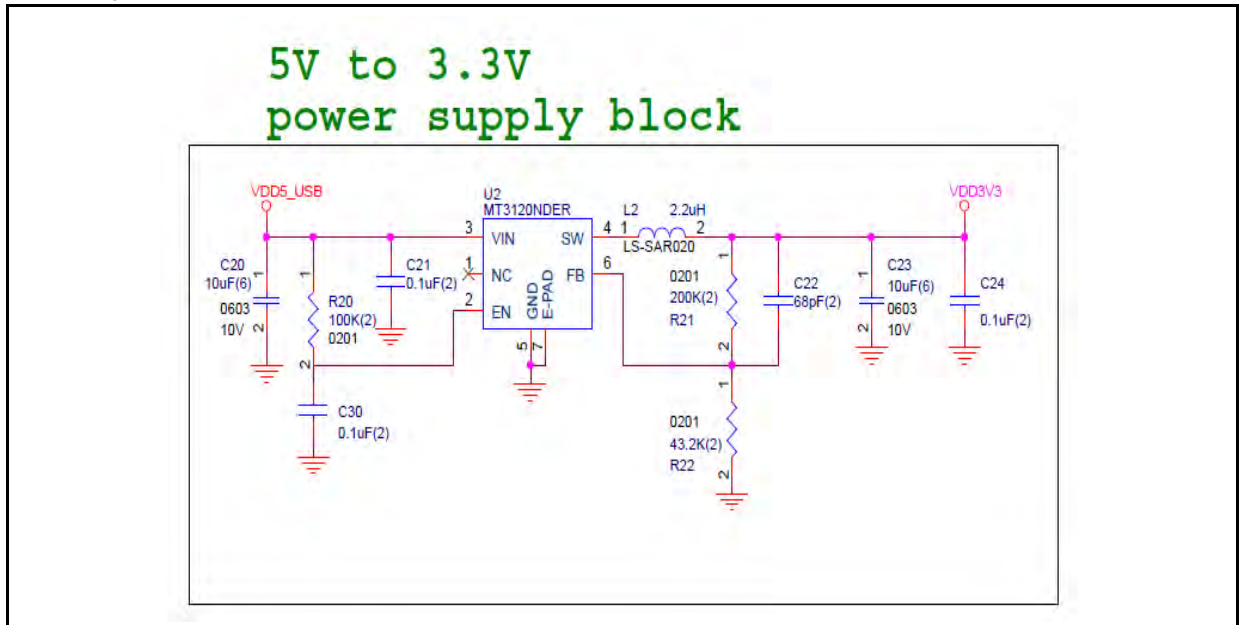 5V to 3.3V
power supply block
VDD5_USB
VDD3V3
U2
MT3120NDER
L2 2.2uH
LS-SAR020
3 VIN SW 4 1 2
1 NC FB 6
2 EN
GND
E-PAD
5 7
C20
10uF(6)
0603
10V
1
2
1
R20
100K(2)
0201
2
C21
0.1uF(2)
C30
0.1uF(2)
1
0201
200K(2)
R21
2
C22
68pF(2)
1
C23
10uF(6)
0603
10V
2
C24
0.1uF(2)
1
0201
43.2K(2)
R22
2